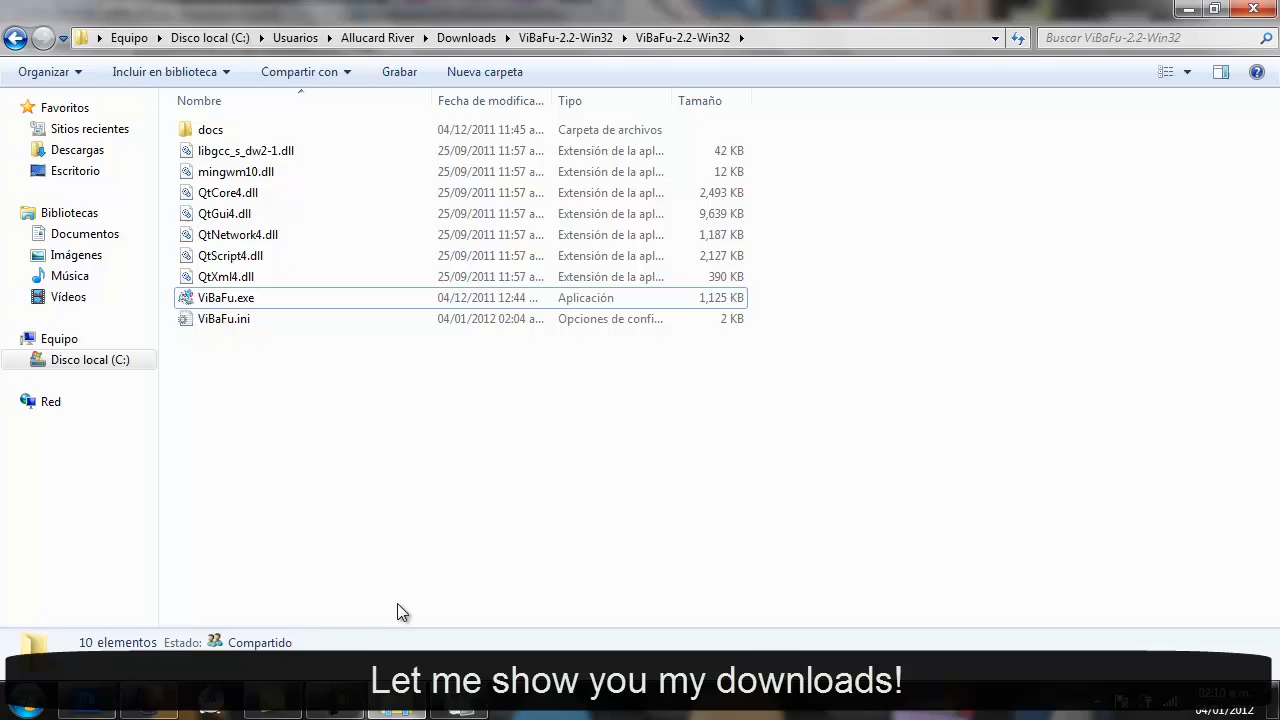 Equipo Disco local (C:) Usuarios Allucard River Downloads ViBaFu-2.2-Win32 ViBaFu-2.2-Win32 Buscar ViBaFu-2.2-Win32
Organizar Incluir en biblioteca Compartir con Grabar Nueva carpeta
Favoritos
Sitios recientes
Descargas
Escritorio
Bibliotecas
Documentos
Imágenes
Música
Vídeos
Equipo
Disco local (C:)
Red
Nombre Fecha de modifica... Tipo Tamaño
docs 04/12/2011 11:45 a... Carpeta de archivos
libgcc_s_dw2-1.dll 25/09/2011 11:57 a... Extensión de la apl... 42 KB
mingwm10.dll 25/09/2011 11:57 a... Extensión de la apl... 12 KB
QtCore4.dll 25/09/2011 11:57 a... Extensión de la apl... 2,493 KB
QtGui4.dll 25/09/2011 11:57 a... Extensión de la apl... 9,639 KB
QtNetwork4.dll 25/09/2011 11:57 a... Extensión de la apl... 1,187 KB
QtScript4.dll 25/09/2011 11:57 a... Extensión de la apl... 2,127 KB
QtXml4.dll 25/09/2011 11:57 a... Extensión de la apl... 390 KB
ViBaFu.exe 04/12/2011 12:44 ... Aplicación 1,125 KB
ViBaFu.ini 04/01/2012 02:04 a... Opciones de confi... 2 KB
10 elementos Estado: Compartido
Let me show you my downloads!
02:10 a.m.
04/01/2012